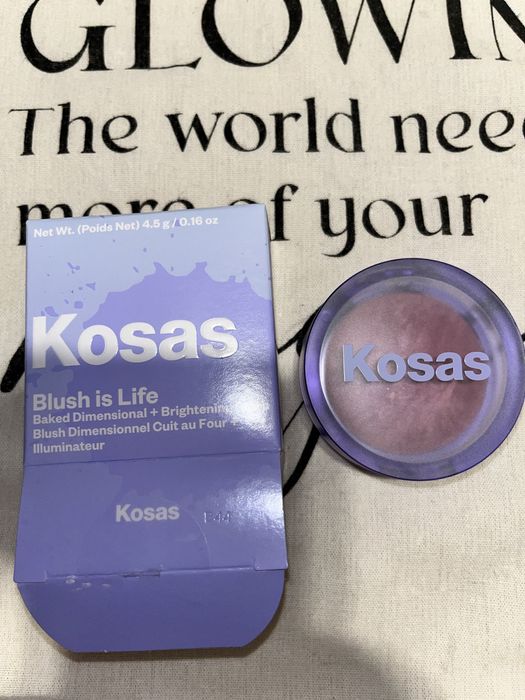 GLOWIN
The world nee
more of your
Net Wt. (Poids Net) 4.5 g / 0.16 oz
Kosas
Blush is Life
Baked Dimensional + Brightening
Blush Dimensionnel Cuit au Four +
Illuminateur
Kosas
Kosas